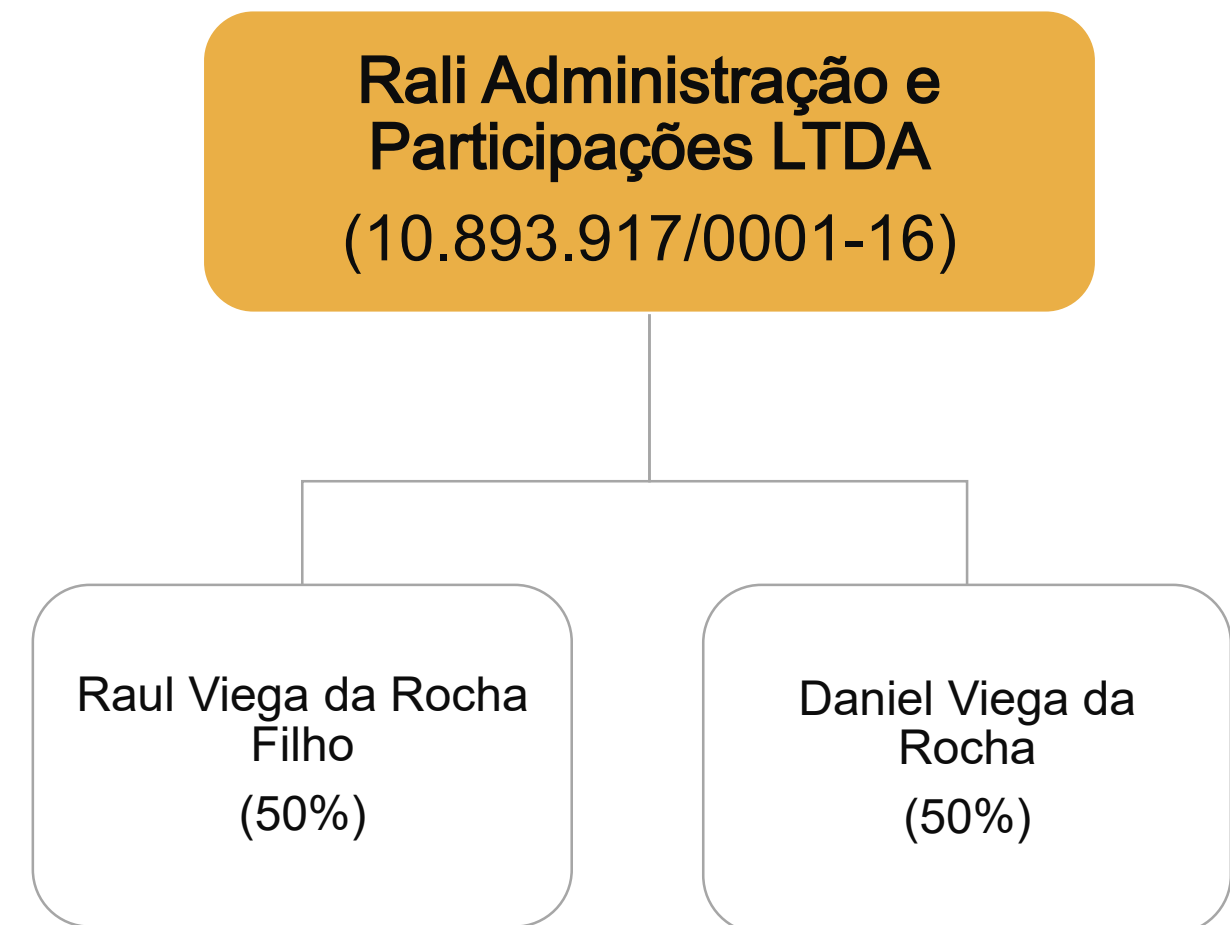 Rali Administração e
Participações LTDA
(10.893.917/0001-16)
Raul Viega da Rocha
Filho
(50%)
Daniel Viega da
Rocha
(50%)